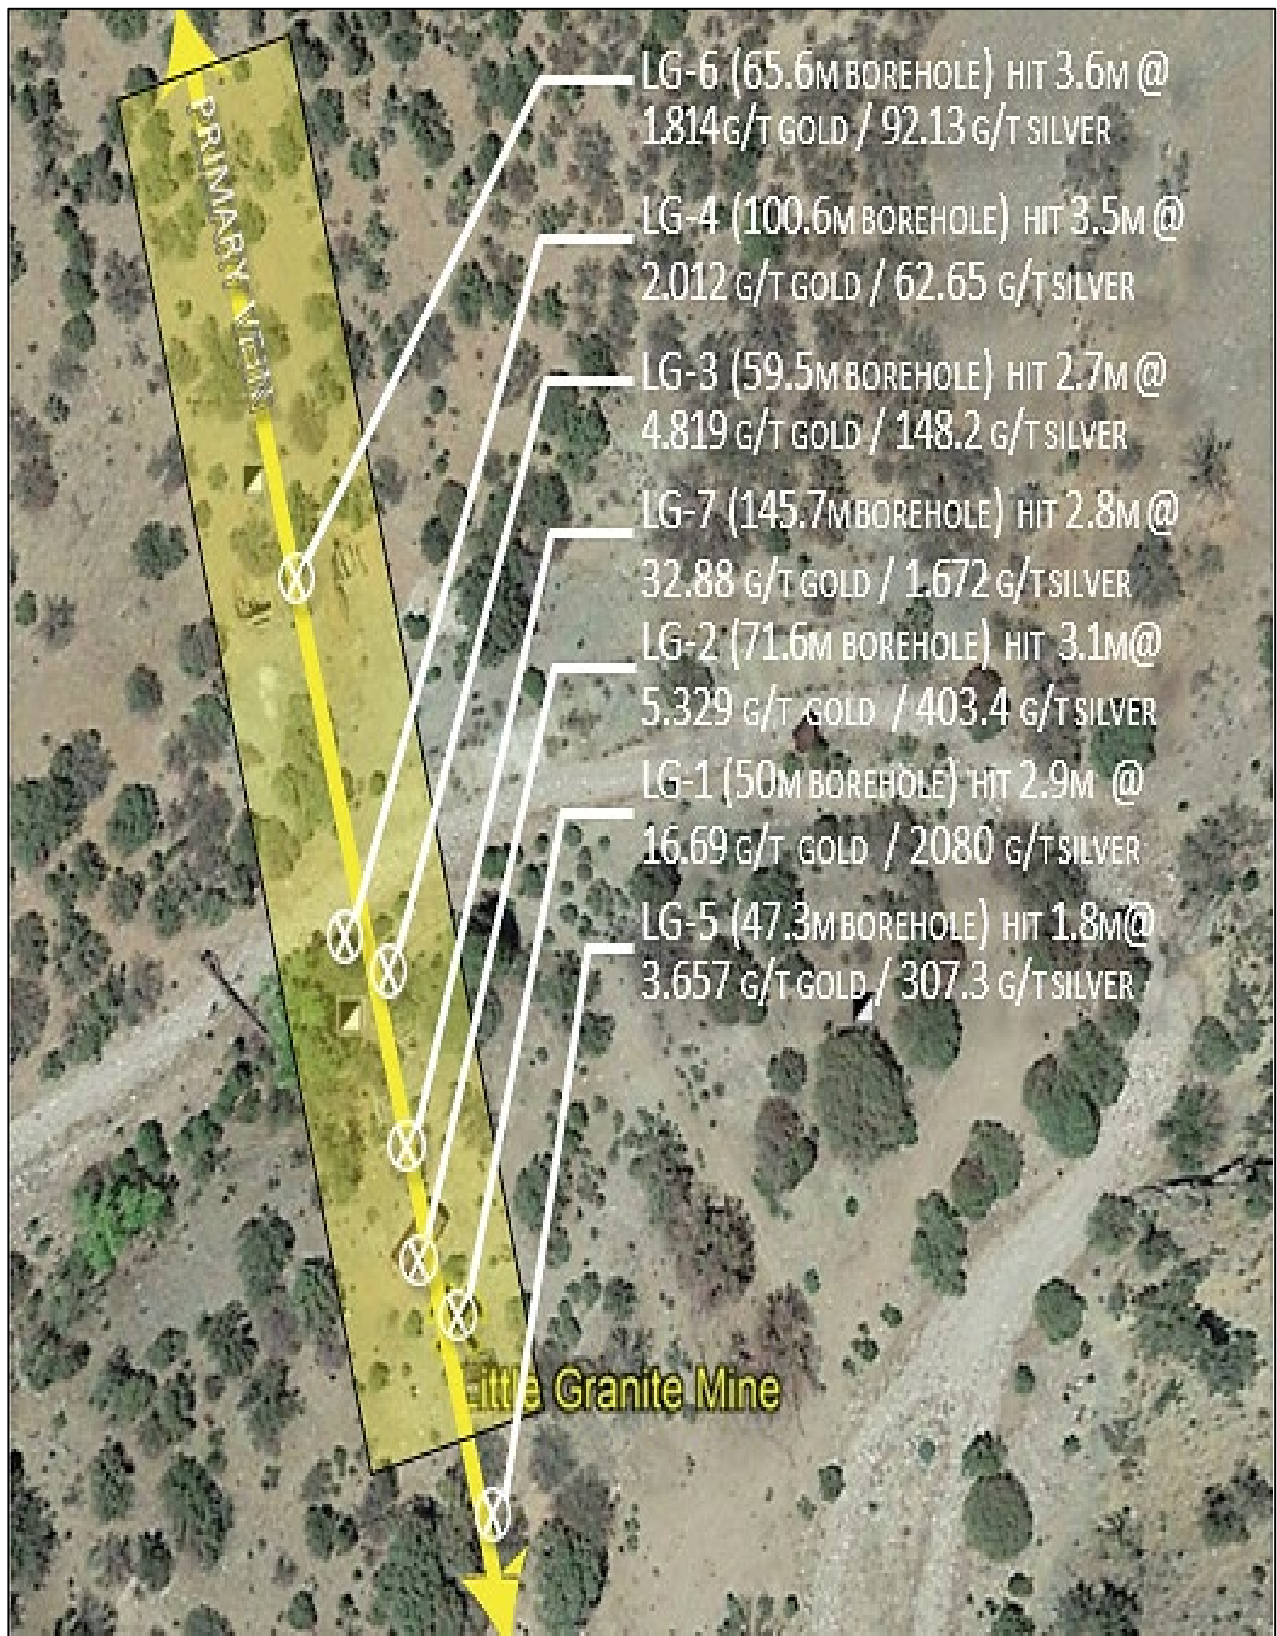 LG-6 (65.6M BOREHOLE) HIT 3.6M @
1.814 G/T GOLD / 92.13 G/T SILVER
LG-4 (100.6M BOREHOLE) HIT 3.5M @
2.012 G/T GOLD / 62.65 G/T SILVER
LG-3 (59.5M BOREHOLE) HIT 2.7M @
4.819 G/T GOLD / 148.2 G/T SILVER
LG-7 (145.7M BOREHOLE) HIT 2.8M @
32.88 G/T GOLD / 1.672 G/T SILVER
LG-2 (71.6M BOREHOLE) HIT 3.1M@
5.329 G/T GOLD / 403.4 G/T SILVER
LG-1 (50M BOREHOLE) HIT 2.9M @
16.69 G/T GOLD / 2080 G/T SILVER
LG-5 (47.3M BOREHOLE) HIT 1.8M@
3.657 G/T GOLD / 307.3 G/T SILVER
PRIMARY VEIN
Little Granite Mine